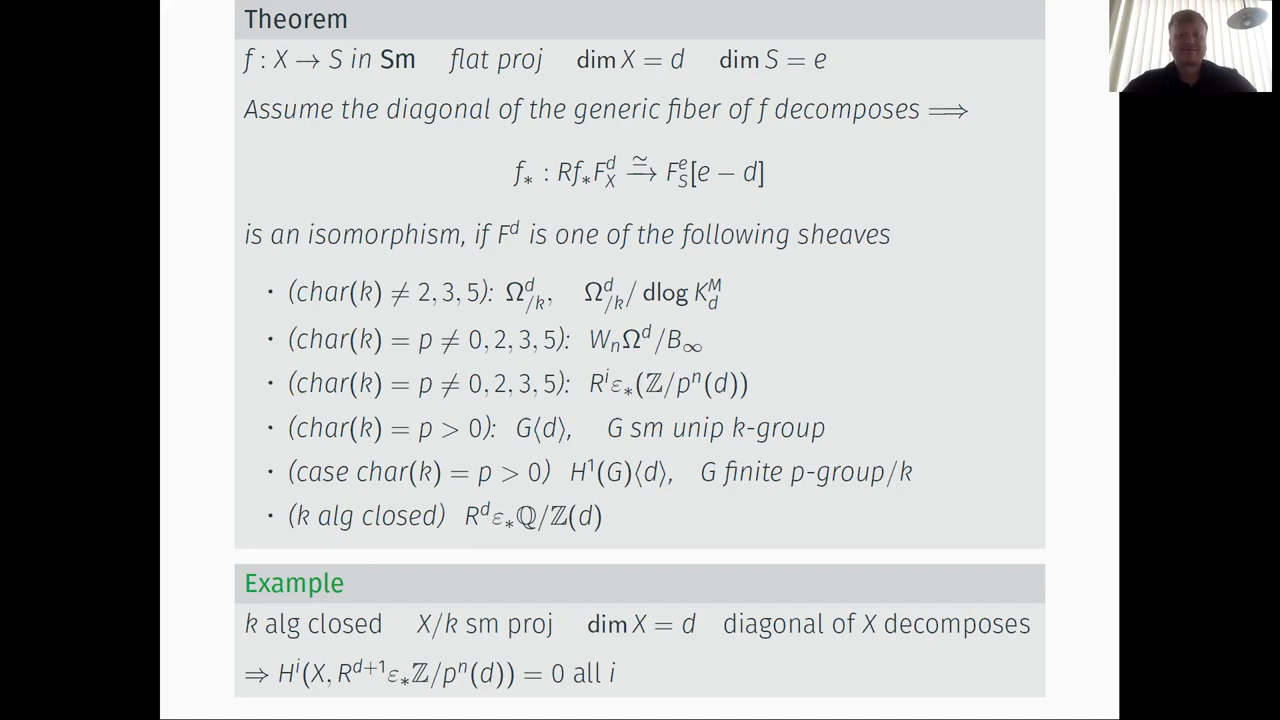 Theorem
f : X → S in Sm flat proj dim X = d dim S = e
Assume the diagonal of the generic fiber of f decomposes ⟹
f_* : Rf_*F_X^d ≃→ F_S^e[e − d]
is an isomorphism, if F^d is one of the following sheaves
· (char(k) ≠ 2, 3, 5): Ω^d_{/k}, Ω^d_{/k}/ dlog K^M_d
· (char(k) = p ≠ 0, 2, 3, 5): W_nΩ^d/B_∞
· (char(k) = p ≠ 0, 2, 3, 5): R^iε_*(ℤ/p^n(d))
· (char(k) = p > 0): G⟨d⟩, G sm unip k-group
· (case char(k) = p > 0) H^1(G)⟨d⟩, G finite p-group/k
· (k alg closed) R^dε_*ℚ/ℤ(d)
Example
k alg closed X/k sm proj dim X = d diagonal of X decomposes
⇒ H^i(X, R^{d+1}ε_*ℤ/p^n(d)) = 0 all i